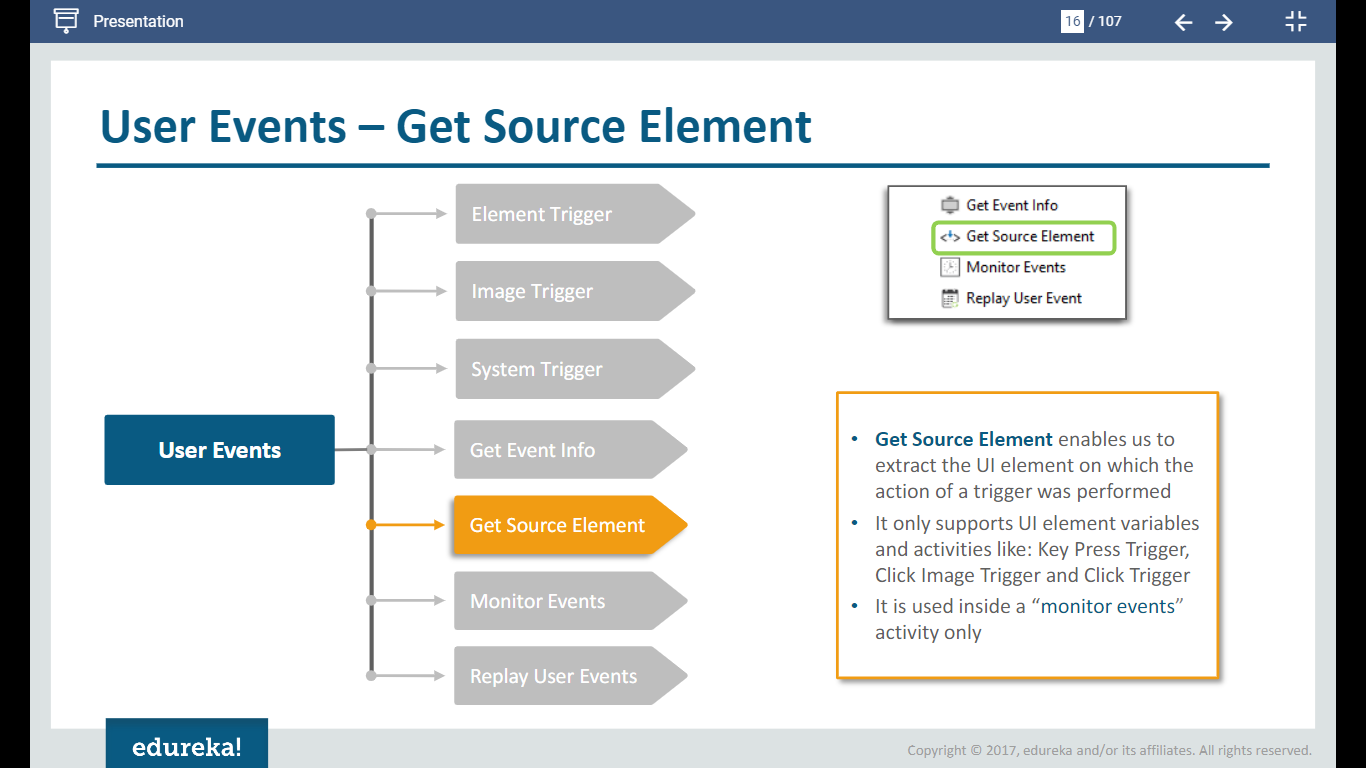 Presentation
16 / 107
User Events – Get Source Element
Element Trigger
Image Trigger
System Trigger
User Events
Get Event Info
Get Source Element
Monitor Events
Replay User Events
Get Event Info
Get Source Element
Monitor Events
Replay User Event
• Get Source Element enables us to
extract the UI element on which the
action of a trigger was performed
• It only supports UI element variables
and activities like: Key Press Trigger,
Click Image Trigger and Click Trigger
• It is used inside a “monitor events”
activity only
edureka!
Copyright © 2017, edureka and/or its affiliates. All rights reserved.